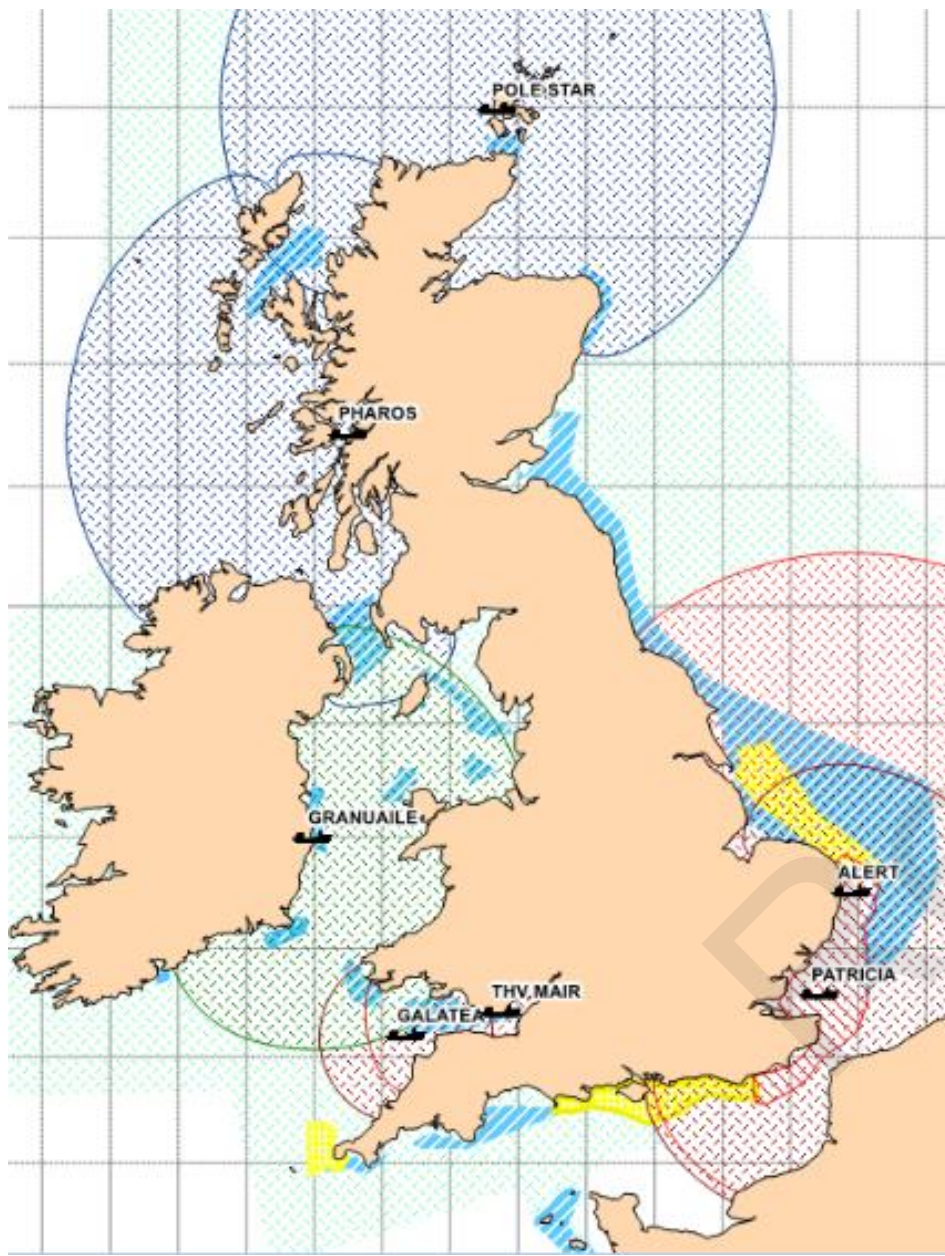 POLE STAR
PHAROS
GRANUAILE
ALERT
PATRICIA
THV MAIR
GALATEA